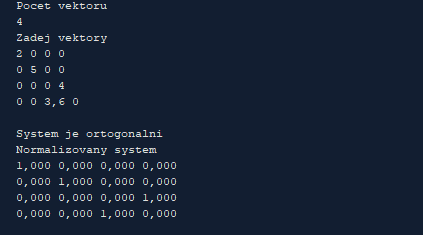 Pocet vektoru
4
Zadej vektory
2 0 0 0
0 5 0 0
0 0 0 4
0 0 3,6 0
System je ortogonalni
Normalizovany system
1,000 0,000 0,000 0,000
0,000 1,000 0,000 0,000
0,000 0,000 0,000 1,000
0,000 0,000 1,000 0,000